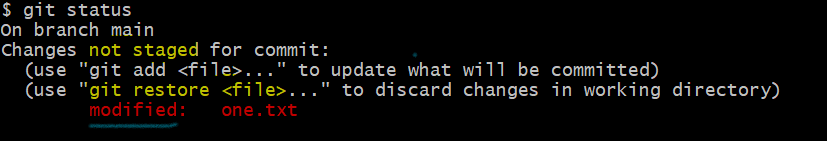 $ git status
On branch main
Changes not staged for commit:
  (use "git add <file>..." to update what will be committed)
  (use "git restore <file>..." to discard changes in working directory)
        modified:   one.txt